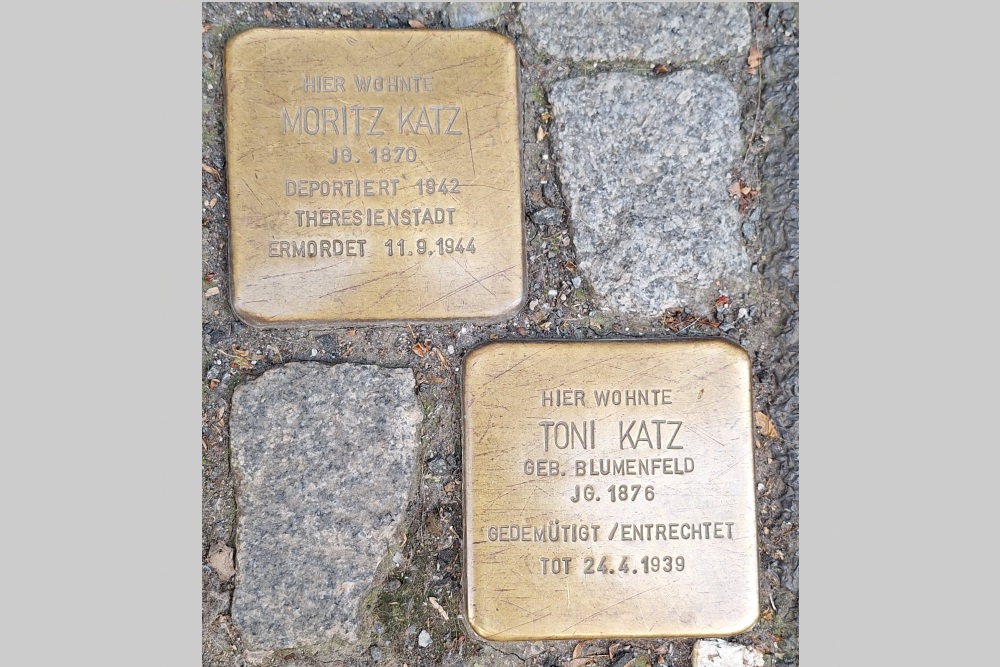 HIER WOHNTE
MORITZ KATZ
JG. 1870
DEPORTIERT 1942
THERESIENSTADT
ERMORDET 11.9.1944
HIER WOHNTE
TONI KATZ
GEB. BLUMENFELD
JG. 1876
GEDEMÜTIGT / ENTRECHTET
TOT 24.4.1939